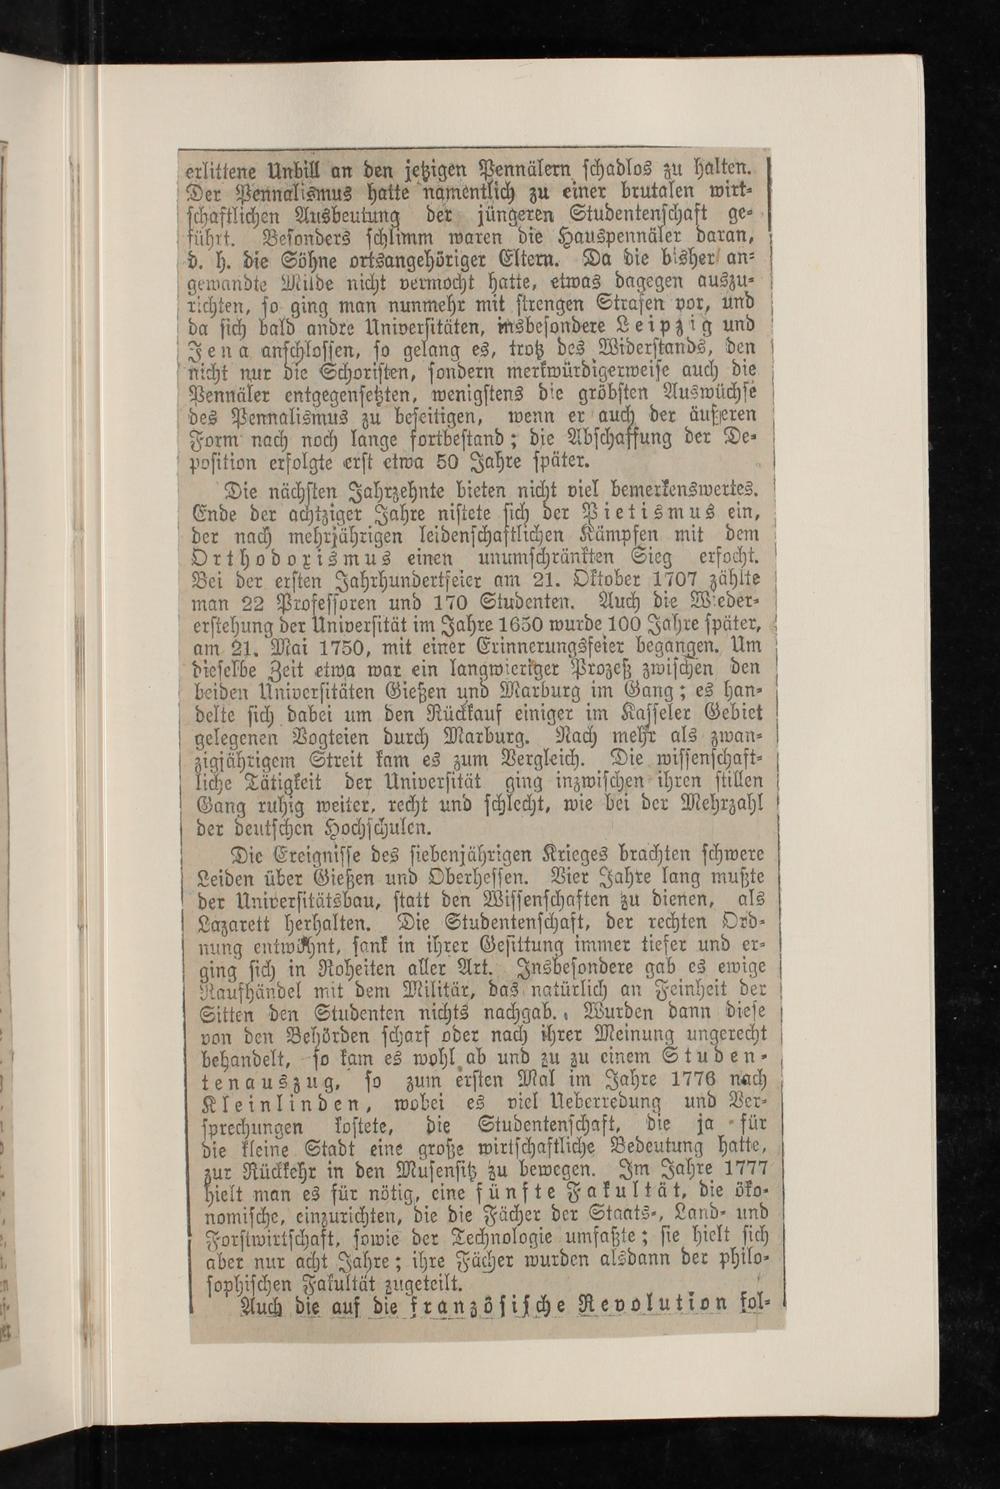 erlittene Unbill an den jetzigen Pennälern schadlos zu halten.
Der Pennalismus hatte namentlich zu einer brutalen wirt-
schaftlichen Ausbeutung der jüngeren Studentenschaft ge-
führt. Besonders schlimm waren die Hauspennäler daran,
d. h. die Söhne ortsangehöriger Eltern. Da die bisher an-
gewandte Milde nicht vermocht hatte, etwas dagegen auszu-
richten, so ging man nunmehr mit strengen Strafen vor, und
da sich bald andre Universitäten, insbesondere Leipzig und
Jena anschlossen, so gelang es, trotz des Widerstands, den
nicht nur die Schoristen, sondern merkwürdigerweise auch die
Pennäler entgegensetzten, wenigstens die gröbsten Auswüchse
des Pennalismus zu beseitigen, wenn er auch der äußeren
Form nach noch lange fortbestand; die Abschaffung der De-
position erfolgte erst etwa 50 Jahre später.
Die nächsten Jahrzehnte bieten nicht viel bemerkenswertes.
Ende der achtziger Jahre nistete sich der Pietismus ein,
der nach mehrjährigen leidenschaftlichen Kämpfen mit dem
Orthodoxismus einen unumschränkten Sieg erfocht.
Bei der ersten Jahrhundertfeier am 21. Oktober 1707 zählte
man 22 Professoren und 170 Studenten. Auch die Wieder-
erstehung der Universität im Jahre 1650 wurde 100 Jahre später,
am 21. Mai 1750, mit einer Erinnerungsfeier begangen. Um
dieselbe Zeit etwa war ein langwieriger Prozeß zwischen den
beiden Universitäten Gießen und Marburg im Gang; es han-
delte sich dabei um den Rückkauf einiger im Kasseler Gebiet
gelegenen Vogteien durch Marburg. Nach mehr als zwan-
zigjährigem Streit kam es zum Vergleich. Die wissenschaft-
liche Tätigkeit der Universität ging inzwischen ihren stillen
Gang ruhig weiter, recht und schlecht, wie bei der Mehrzahl
der deutschen Hochschulen.
Die Ereignisse des siebenjährigen Krieges brachten schwere
Leiden über Gießen und Oberhessen. Vier Jahre lang mußte
der Universitätsbau, statt den Wissenschaften zu dienen, als
Lazarett herhalten. Die Studentenschaft, der rechten Ord-
nung entwöhnt, sank in ihrer Gesittung immer tiefer und er-
ging sich in Roheiten aller Art. Insbesondere gab es ewige
Raufhändel mit dem Militär, das natürlich an Feinheit der
Sitten den Studenten nichts nachgab. Wurden dann diese
von den Behörden scharf oder nach ihrer Meinung ungerecht
behandelt, so kam es wohl ab und zu zu einem Studen-
tenauszug, so zum ersten Mal im Jahre 1776 nach
Kleinlinden, wobei es viel Ueberredung und Ver-
sprechungen kostete, die Studentenschaft, die ja für
die kleine Stadt eine große wirtschaftliche Bedeutung hatte,
zur Rückkehr in den Musensitz zu bewegen. Im Jahre 1777
hielt man es für nötig, eine fünfte Fakultät, die öko-
nomische, einzurichten, die die Fächer der Staats-, Land- und
Forstwirtschaft, sowie der Technologie umfaßte; sie hielt sich
aber nur acht Jahre; ihre Fächer wurden alsdann der philo-
sophischen Fakultät zugeteilt.
Auch die auf die französische Revolution fol-